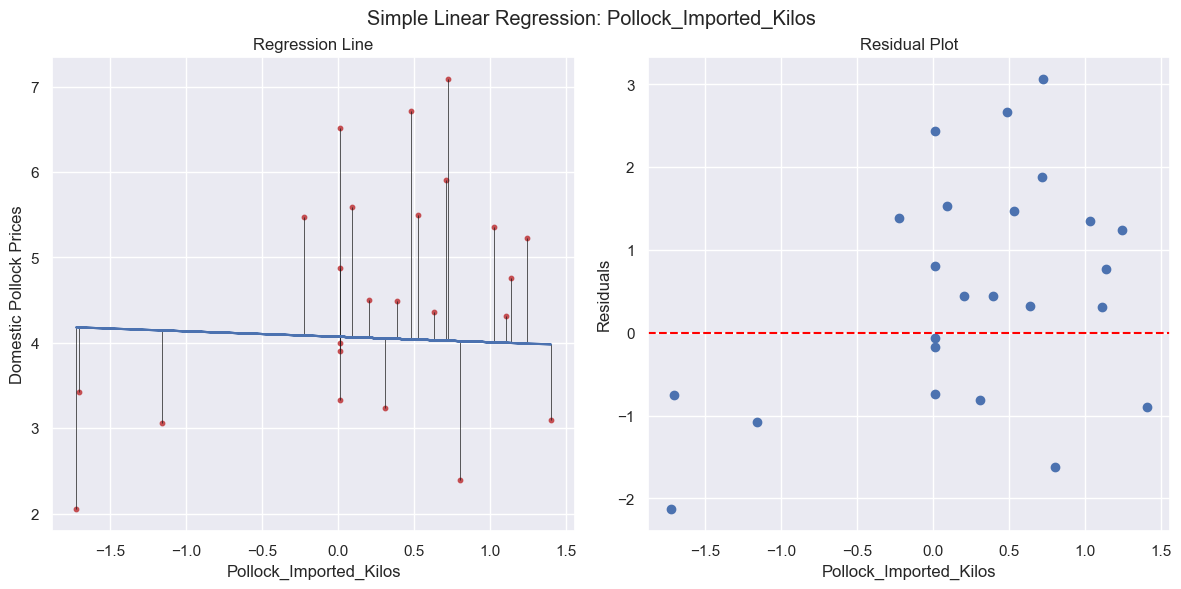 Simple Linear Regression: Pollock_Imported_Kilos
Regression Line
Domestic Pollock Prices
7
6
5
4
3
2
−1.5 −1.0 −0.5 0.0 0.5 1.0 1.5
Pollock_Imported_Kilos
Residual Plot
Residuals
3
2
1
0
−1
−2
−1.5 −1.0 −0.5 0.0 0.5 1.0 1.5
Pollock_Imported_Kilos